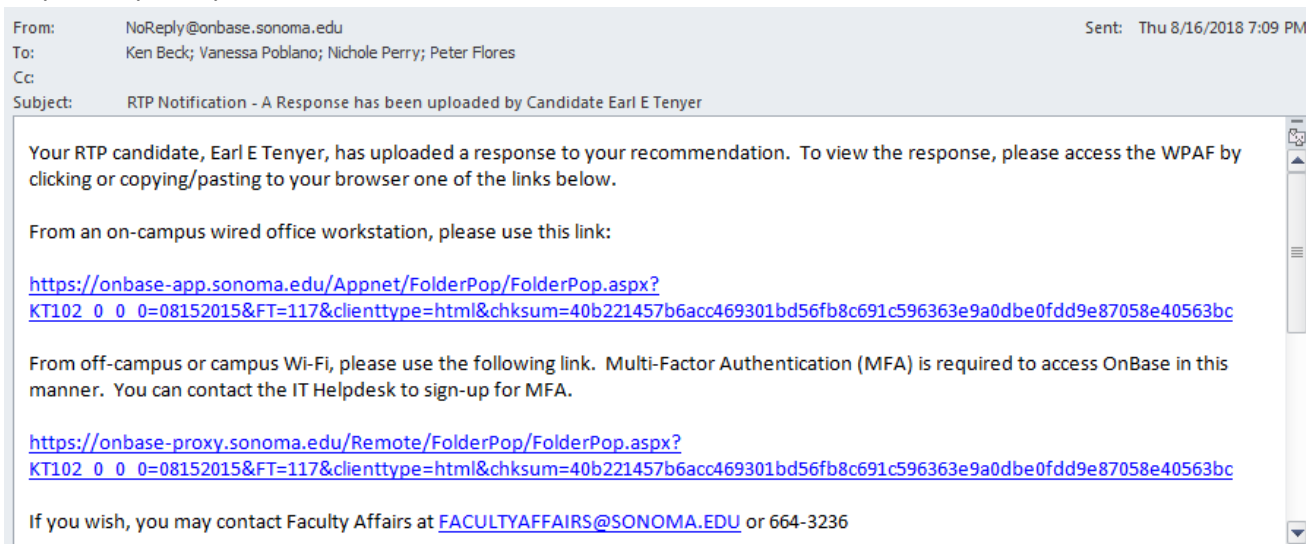 From: NoReply@onbase.sonoma.edu Sent: Thu 8/16/2018 7:09 PM
To: Ken Beck; Vanessa Poblano; Nichole Perry; Peter Flores
Cc:
Subject: RTP Notification - A Response has been uploaded by Candidate Earl E Tenyer
Your RTP candidate, Earl E Tenyer, has uploaded a response to your recommendation.  To view the response, please access the WPAF by
clicking or copying/pasting to your browser one of the links below.
From an on-campus wired office workstation, please use this link:
https://onbase-app.sonoma.edu/Appnet/FolderPop/FolderPop.aspx?
KT102_0_0_0=08152015&FT=117&clienttype=html&chksum=40b221457b6acc469301bd56fb8c691c596363e9a0dbe0fdd9e87058e40563bc
From off-campus or campus Wi-Fi, please use the following link.  Multi-Factor Authentication (MFA) is required to access OnBase in this
manner.  You can contact the IT Helpdesk to sign-up for MFA.
https://onbase-proxy.sonoma.edu/Remote/FolderPop/FolderPop.aspx?
KT102_0_0_0=08152015&FT=117&clienttype=html&chksum=40b221457b6acc469301bd56fb8c691c596363e9a0dbe0fdd9e87058e40563bc
If you wish, you may contact Faculty Affairs at FACULTYAFFAIRS@SONOMA.EDU or 664-3236